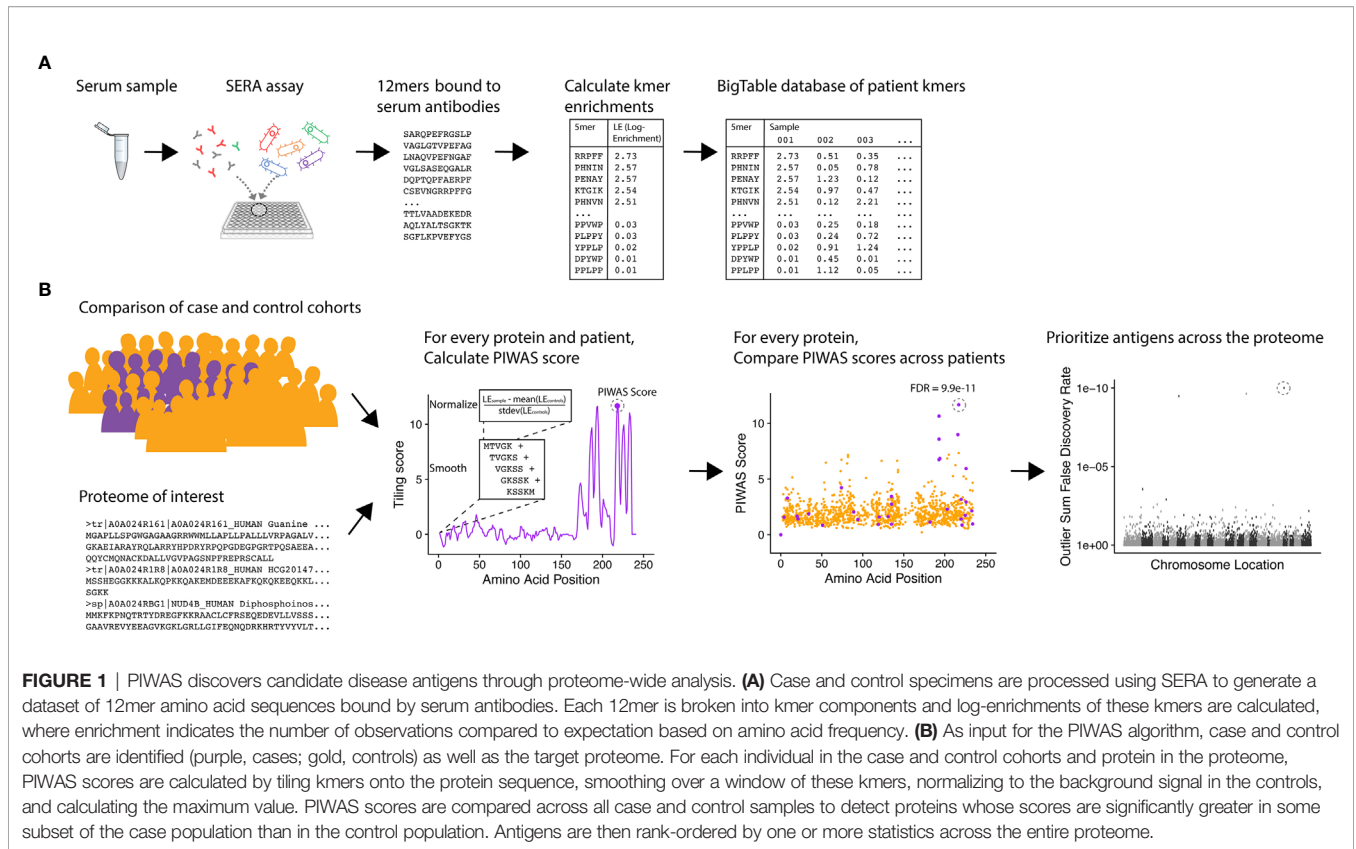 A
Serum sample
SERA assay
12mers bound to
serum antibodies
SARQPEFRGSLP
VAGLGTVPEFAG
LNAQVPEFNGAF
VGLSASEQGALR
DQPTQPFAERPF
CSEVNGRRPFFG
...
TTLVAADEKEDR
AQLYALTSGKTK
SGFLKPVEFYGS
Calculate kmer
enrichments
5mer LE (Log-
Enrichment)
RRPFF 2.73
PHNIN 2.57
PENAY 2.57
KTGIK 2.54
PHNVN 2.51
...
PPVWP 0.03
PLPPY 0.03
YPPLP 0.02
DPYWP 0.01
PPLPP 0.01
BigTable database of patient kmers
5mer Sample
001 002 003 ...
RRPFF 2.73 0.51 0.35 ...
PHNIN 2.57 0.05 0.78 ...
PENAY 2.57 1.23 0.12 ...
KTGIK 2.54 0.97 0.47 ...
PHNVN 2.51 0.12 2.21 ...
... ... ... ... ...
PPVWP 0.03 0.25 0.18 ...
PLPPY 0.03 0.24 0.72 ...
YPPLP 0.02 0.91 1.24 ...
DPYWP 0.01 0.45 0.01 ...
PPLPP 0.01 1.12 0.05 ...
B
Comparison of case and control cohorts
Proteome of interest
>tr|A0A024R161|A0A024R161_HUMAN Guanine ...
MGAPLLSPGWGAGAAGRRWWMLLAPLLPALLLVRPAGALV...
GKAEIARAYRQLARRYHPDRYRPQPGDEGPGRTPQSAEEA...
QQYCMQNACKDALLVGVPAGSNPFREPRSCALL
>tr|A0A024R1R8|A0A024R1R8_HUMAN HCG20147...
MSSHEGGKKKALKQPKKQAKEMDEEEKAFKQKQKEEQKKL...
SGKK
>sp|A0A024RBG1|NUD4B_HUMAN Diphosphoinos...
MMKFKPNQTRTYDREGFKKRAACLCFRSEQEDEVLLVSSS...
GAAVREVYEEAGVKGKLGRLLGIFEQNQDRKHRTYVYVLT...
For every protein and patient,
Calculate PIWAS score
PIWAS Score
Normalize
LEsample - mean(LEcontrols)
stdev(LEcontrols)
Smooth
MTVGK +
TVGKS +
VGKSS +
GKSSK +
KSSKM
Tiling score
10
5
0
0 50 100 150 200 250
Amino Acid Position
For every protein,
Compare PIWAS scores across patients
FDR = 9.9e-11
PIWAS Score
10
5
0
0 50 100 150 200 250
Amino Acid Position
Prioritize antigens across the proteome
Outlier Sum False Discovery Rate
1e-10
1e-05
1e+00
Chromosome Location
FIGURE 1 | PIWAS discovers candidate disease antigens through proteome-wide analysis. (A) Case and control specimens are processed using SERA to generate a
dataset of 12mer amino acid sequences bound by serum antibodies. Each 12mer is broken into kmer components and log-enrichments of these kmers are calculated,
where enrichment indicates the number of observations compared to expectation based on amino acid frequency. (B) As input for the PIWAS algorithm, case and control
cohorts are identified (purple, cases; gold, controls) as well as the target proteome. For each individual in the case and control cohorts and protein in the proteome,
PIWAS scores are calculated by tiling kmers onto the protein sequence, smoothing over a window of these kmers, normalizing to the background signal in the controls,
and calculating the maximum value. PIWAS scores are compared across all case and control samples to detect proteins whose scores are significantly greater in some
subset of the case population than in the control population. Antigens are then rank-ordered by one or more statistics across the entire proteome.